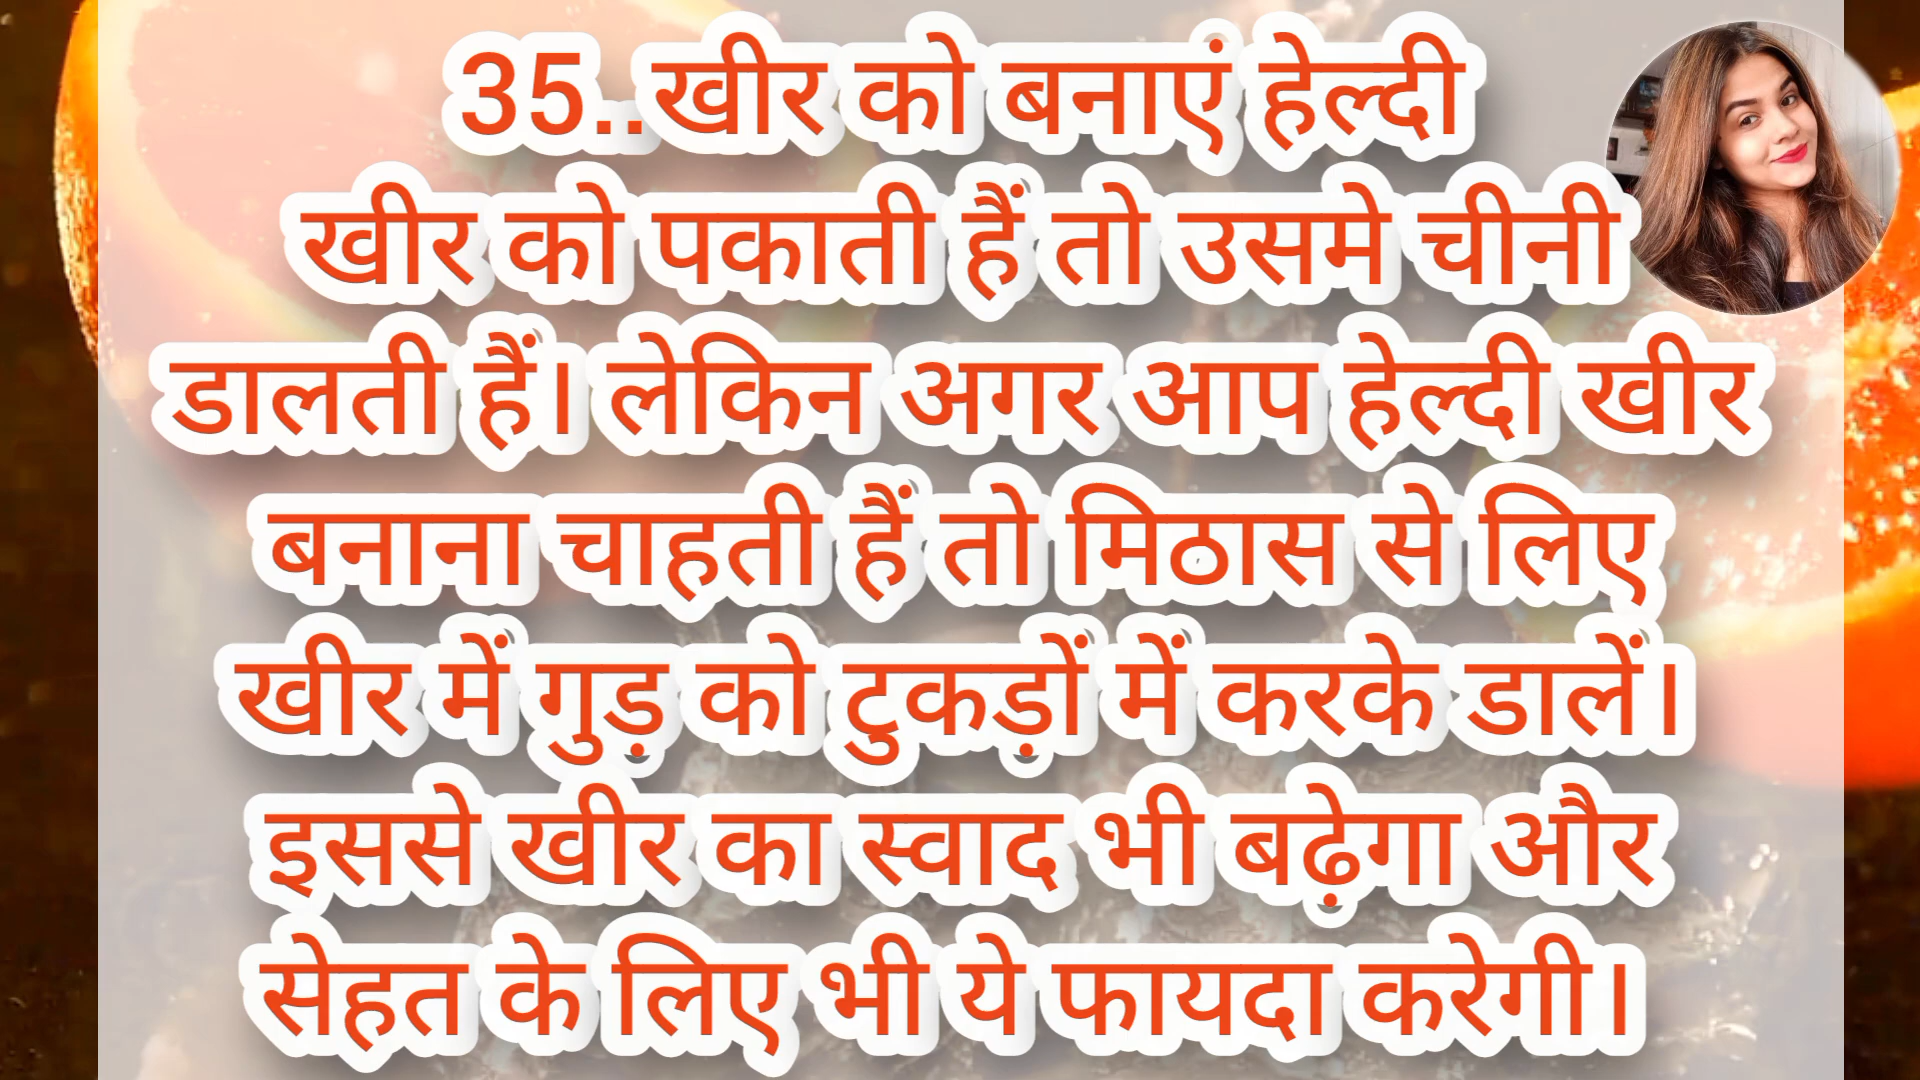 35..खीर को बनाएं हेल्दी
खीर को पकाती हैं तो उसमे चीनी
डालती हैं। लेकिन अगर आप हेल्दी खीर
बनाना चाहती हैं तो मिठास से लिए
खीर में गुड़ को टुकड़ों में करके डालें।
इससे खीर का स्वाद भी बढ़ेगा और
सेहत के लिए भी ये फायदा करेगी।